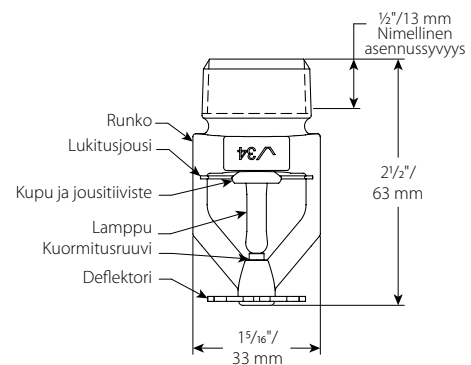 ½"/13 mm
Nimellinen
asennussyvyys
Runko
Lukitusjousi
V34
Kupu ja jousitiiviste
2½"/
63 mm
Lamppu
Kuormitusruuvi
Deflektori
1⁵⁄₁₆"/
33 mm